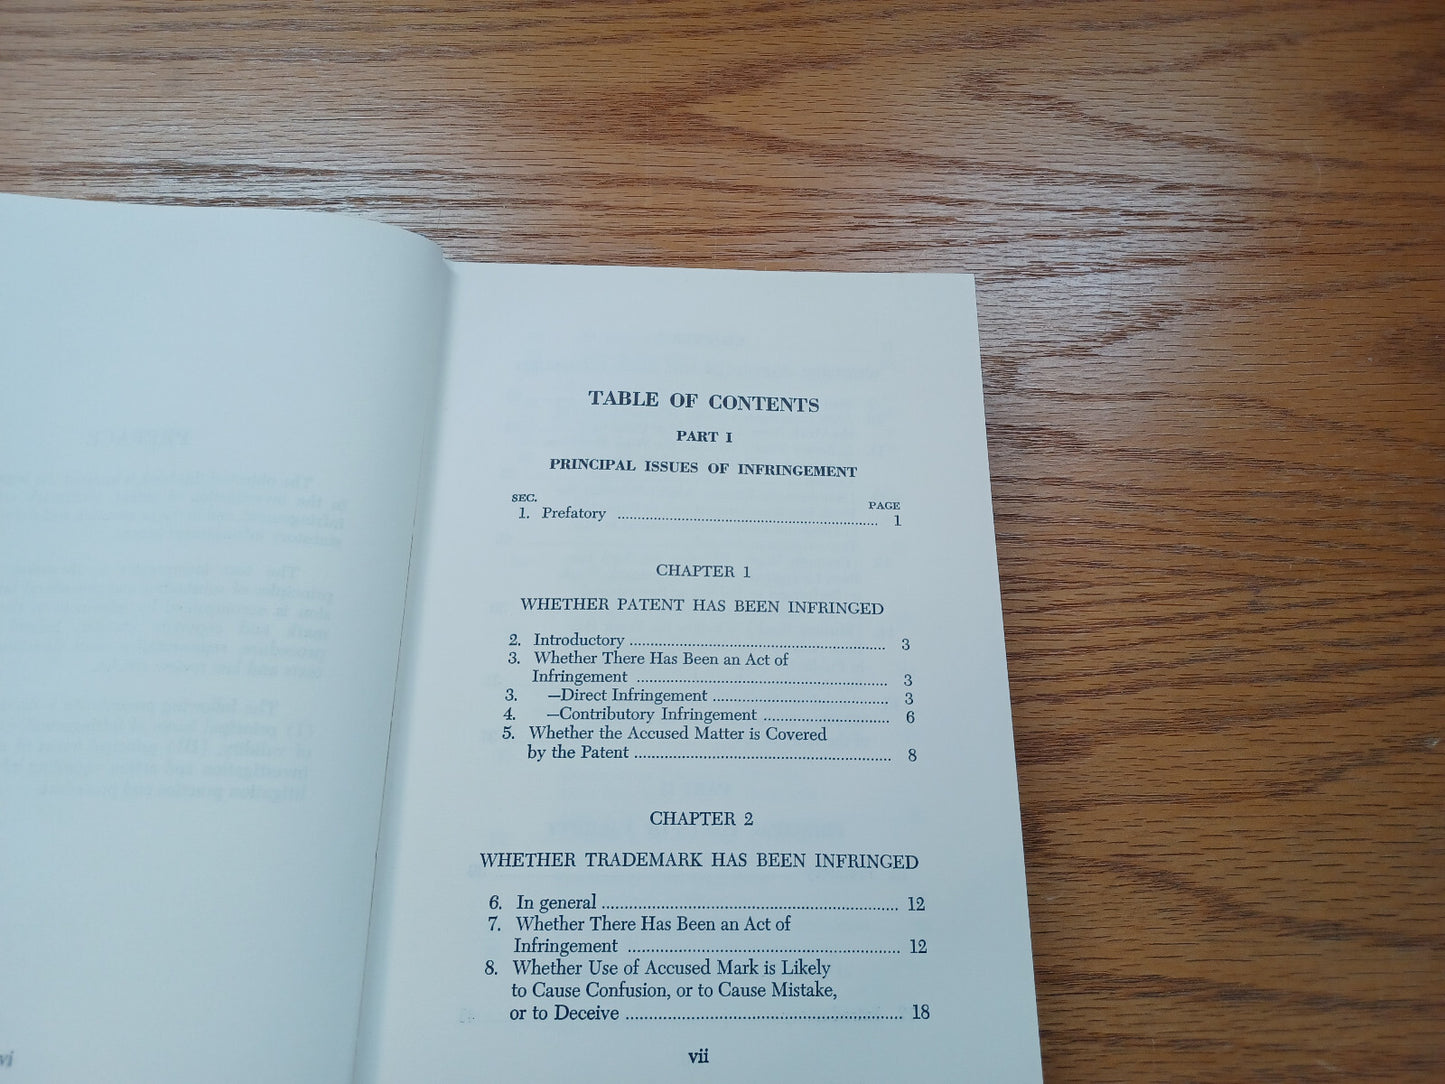 vi
TABLE OF CONTENTS
PART I
PRINCIPAL ISSUES OF INFRINGEMENT
SEC. PAGE
1. Prefatory ........................................ 1
CHAPTER 1
WHETHER PATENT HAS BEEN INFRINGED
2. Introductory ........................................ 3
3. Whether There Has Been an Act of
Infringement ........................................ 3
3. —Direct Infringement ........................................ 3
4. —Contributory Infringement ........................................ 6
5. Whether the Accused Matter is Covered
by the Patent ........................................ 8
CHAPTER 2
WHETHER TRADEMARK HAS BEEN INFRINGED
6. In general ........................................ 12
7. Whether There Has Been an Act of
Infringement ........................................ 12
8. Whether Use of Accused Mark is Likely
to Cause Confusion, or to Cause Mistake,
or to Deceive ........................................ 18
vii